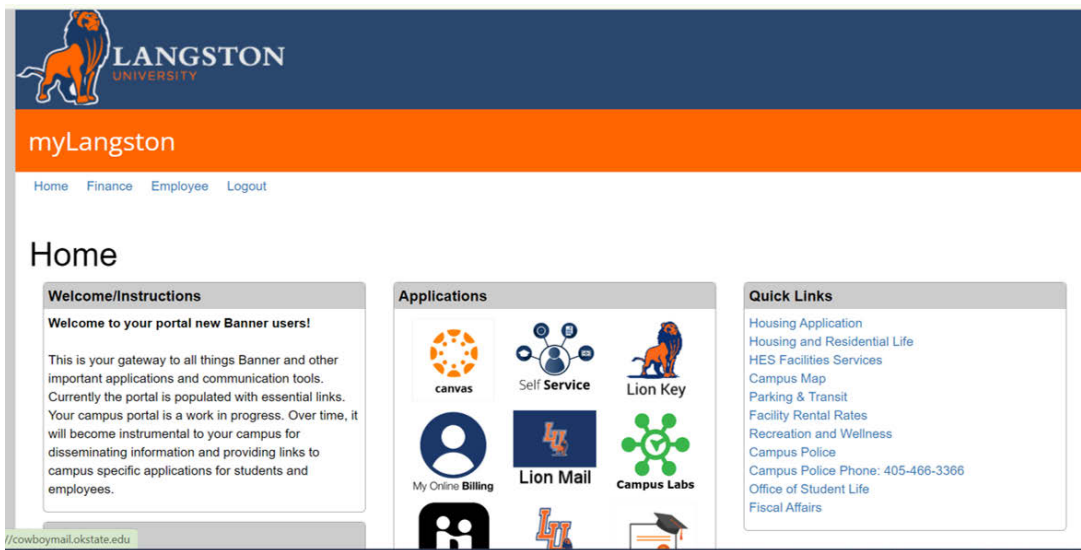 LANGSTON
UNIVERSITY
myLangston
Home Finance Employee Logout
Home
Welcome/Instructions
Welcome to your portal new Banner users!
This is your gateway to all things Banner and other
important applications and communication tools.
Currently the portal is populated with essential links.
Your campus portal is a work in progress. Over time, it
will become instrumental to your campus for
disseminating information and providing links to
campus specific applications for students and
employees.
Applications
canvas
Self Service
Lion Key
My Online Billing
LU
Lion Mail
Campus Labs
LU
Quick Links
Housing Application
Housing and Residential Life
HES Facilities Services
Campus Map
Parking & Transit
Facility Rental Rates
Recreation and Wellness
Campus Police
Campus Police Phone: 405-466-3366
Office of Student Life
Fiscal Affairs
//cowboymail.okstate.edu